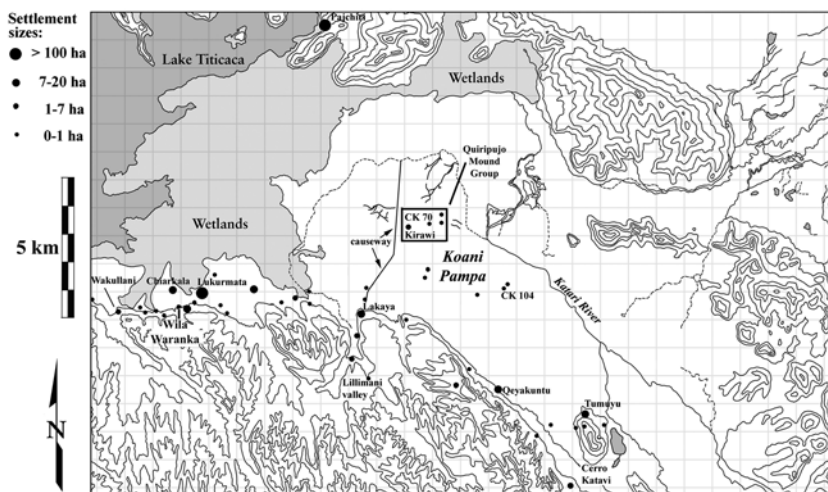 Settlement
sizes:
> 100 ha
7-20 ha
1-7 ha
0-1 ha
5 km
N
Pajchiri
Lake Titicaca
Wetlands
Quiripujo
Mound
Group
CK 70
Kirawi
Wetlands
causeway
Koani
Pampa
Katari River
Wakullani
Chiarkala
Lukurmata
CK 104
Lakaya
Wila
Waranka
Lillimani
valley
Qeyakuntu
Tumuyu
Cerro
Katavi